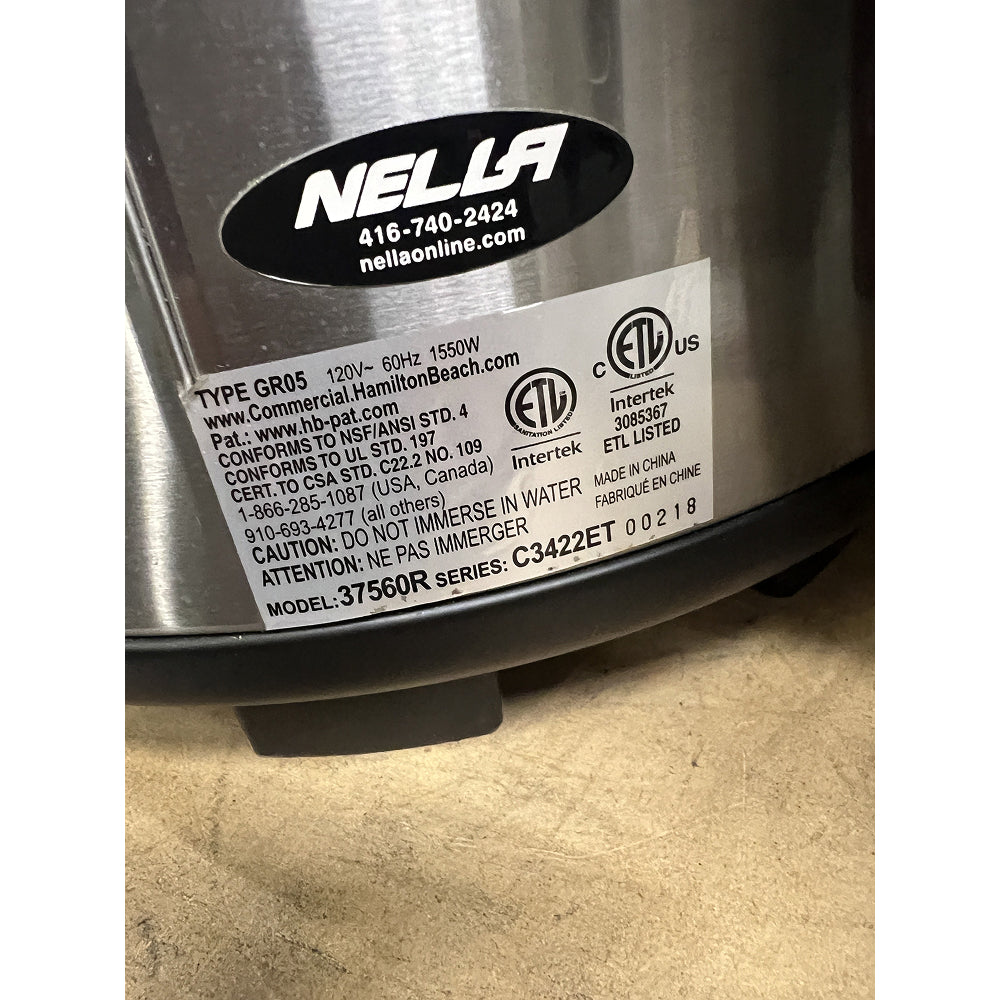 NELLA
416-740-2424
nellaonline.com
TYPE GR05 120V~ 60Hz 1550W
www.Commercial.HamiltonBeach.com
Pat.: www.hb-pat.com
CONFORMS TO NSF/ANSI STD. 4
CONFORMS TO UL STD. 197
CERT. TO CSA STD. C22.2 NO. 109
1-866-285-1087 (USA, Canada)
910-693-4277 (all others)
CAUTION: DO NOT IMMERSE IN WATER
ATTENTION: NE PAS IMMERGER
MODEL: 37560R SERIES: C3422ET 00218
ETL
SANITATION LISTED
Intertek
C ETL US
LISTED
Intertek
3085367
ETL LISTED
MADE IN CHINA
FABRIQUÉ EN CHINE